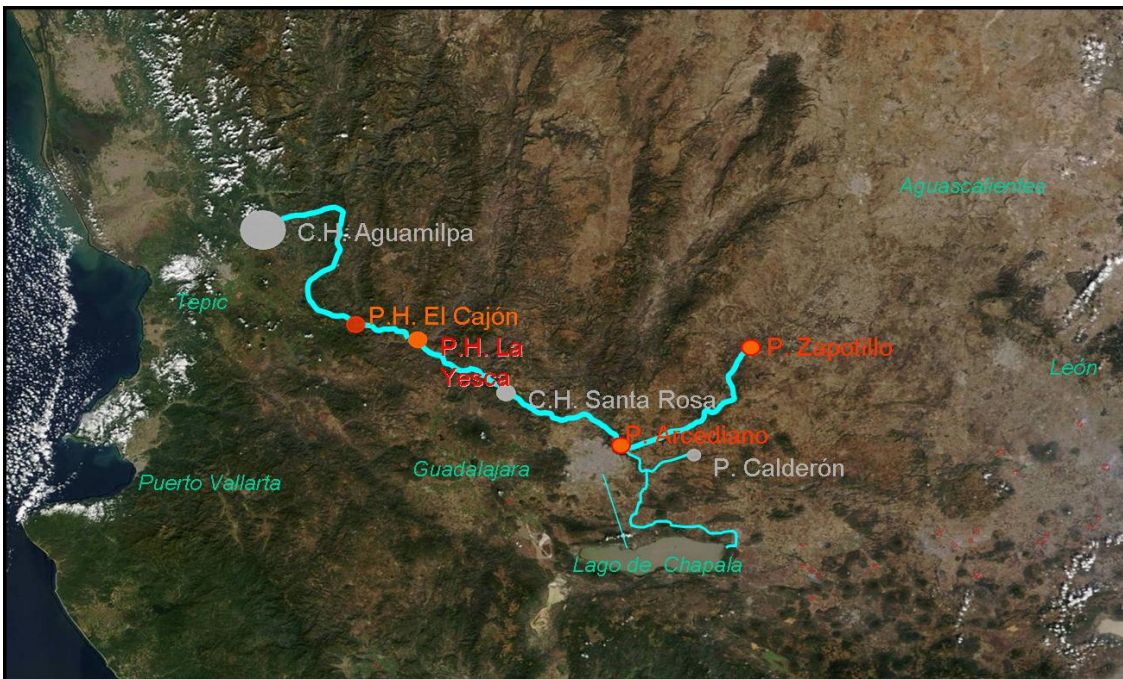 Aguascalientes
C.H. Aguamilpa
Tepic
P.H. El Cajón
P.H. La
Yesca
P. Zapotillo
León
C.H. Santa Rosa
P. Arcediano
Guadalajara
P. Calderón
Puerto Vallarta
Lago de Chapala